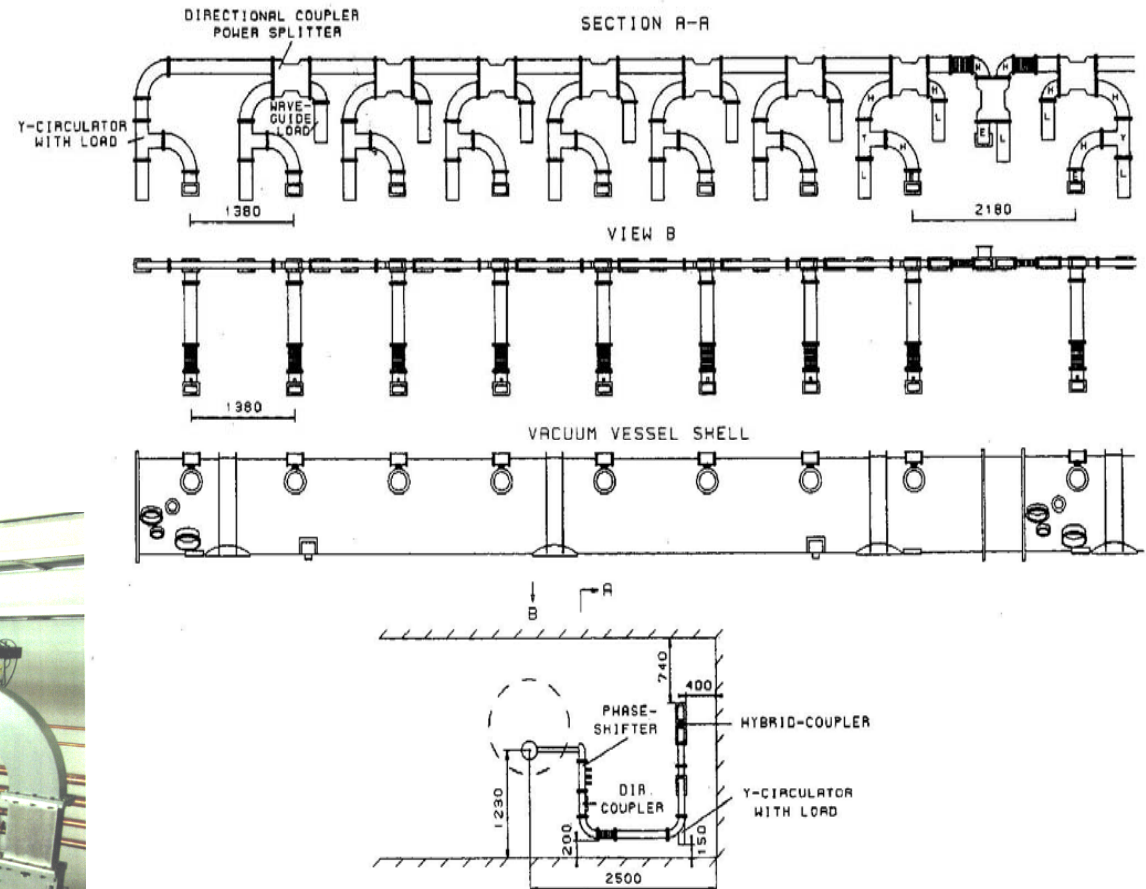 DIRECTIONAL COUPLER
POWER SPLITTER
SECTION A-A
WAVE-
GUIDE
LOAD
Y-CIRCULATOR
WITH LOAD
H
H
H
H
H
H
L
L
E
L
Y
H
H
Y
L
E
E
L
1380
2180
VIEW B
1380
VACUUM VESSEL SHELL
B
A
740
400
PHASE-
SHIFTER
HYBRID-COUPLER
DIR.
COUPLER
Y-CIRCULATOR
WITH LOAD
1230
200
150
2500